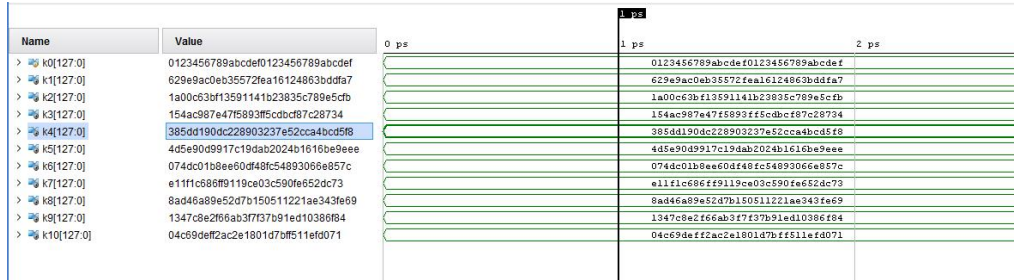 1 ps
Name Value 0 ps 1 ps 2 ps
> k0[127:0] 0123456789abcdef0123456789abcdef 0123456789abcdef0123456789abcdef
> k1[127:0] 629e9ac0eb35572fea16124863bddfa7 629e9ac0eb35572fea16124863bddfa7
> k2[127:0] 1a00c63bf13591141b23835c789e5cfb 1a00c63bf13591141b23835c789e5cfb
> k3[127:0] 154ac987e47f5893ff5cdbcf87c28734 154ac987e47f5893ff5cdbcf87c28734
> k4[127:0] 385dd190dc228903237e52cca4bcd5f8 385dd190dc228903237e52cca4bcd5f8
> k5[127:0] 4d5e90d9917c19dab2024b1616be9eee 4d5e90d9917c19dab2024b1616be9eee
> k6[127:0] 074dc01b8ee60df48fc54893066e857c 074dc01b8ee60df48fc54893066e857c
> k7[127:0] e11f1c686ff9119ce03c590fe652dc73 e11f1c686ff9119ce03c590fe652dc73
> k8[127:0] 8ad46a89e52d7b150511221ae343fe69 8ad46a89e52d7b150511221ae343fe69
> k9[127:0] 1347c8e2f66ab3f7f37b91ed10386f84 1347c8e2f66ab3f7f37b91ed10386f84
> k10[127:0] 04c69deff2ac2e1801d7bff511efd071 04c69deff2ac2e1801d7bff511efd071